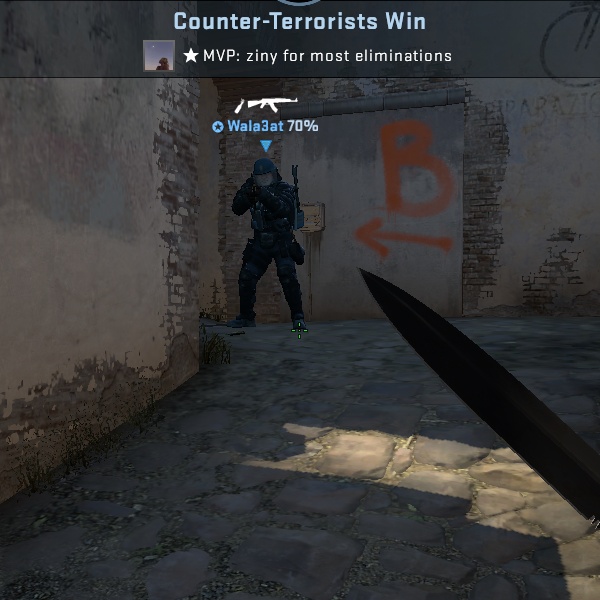 Counter-Terrorists Win
★ MVP: ziny for most eliminations
Wala3at 70%
B